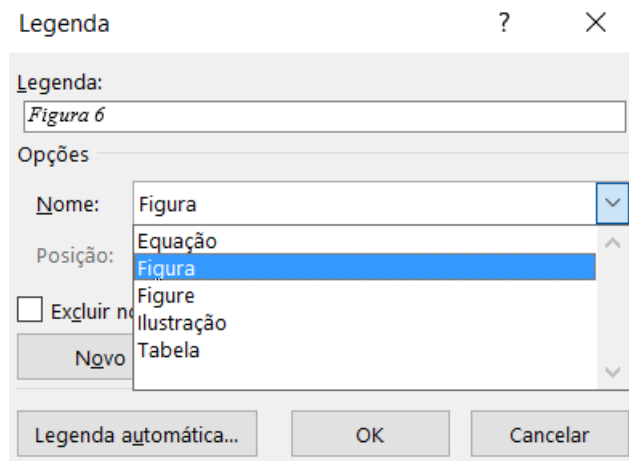 Legenda ?
Legenda:
Figura 6
Opções
Nome: Figura
Equação
Posição:
Figura
Figure
Excluir
Ilustração
Novo
Tabela
Legenda automática... OK Cancelar